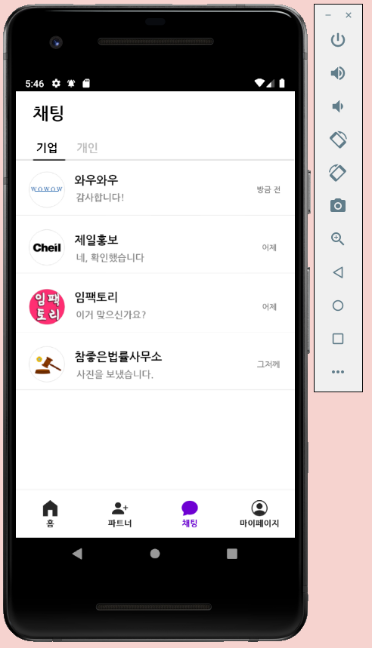 5:46
채팅
기업 개인
W.O.W.O.W
와우와우
감사합니다!
방금 전
Cheil
제일홍보
네, 확인했습니다
어제
임팩
토리
임팩토리
이거 맞으신가요?
어제
참좋은법률사무소
사진을 보냈습니다.
그저께
홈 파트너 채팅 마이페이지